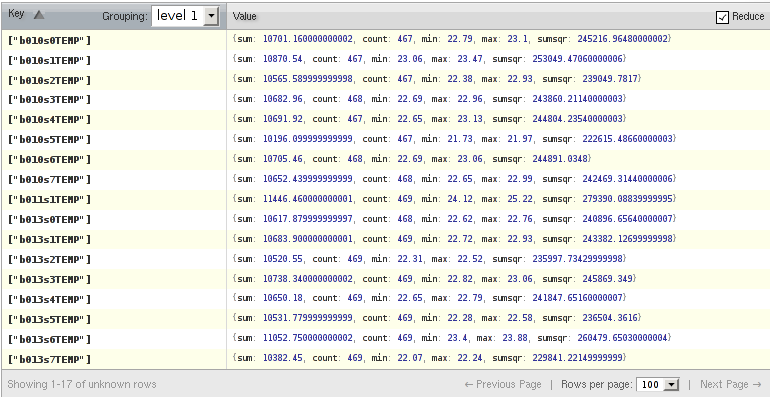 Key Grouping: level 1 Value Reduce
["b010s0TEMP"] {sum: 10701.160000000002, count: 467, min: 22.79, max: 23.1, sumsqr: 245216.96480000002}
["b010s1TEMP"] {sum: 10870.54, count: 467, min: 23.06, max: 23.47, sumsqr: 253049.47060000006}
["b010s2TEMP"] {sum: 10565.589999999998, count: 467, min: 22.38, max: 22.93, sumsqr: 239049.7817}
["b010s3TEMP"] {sum: 10682.96, count: 468, min: 22.69, max: 22.96, sumsqr: 243860.21140000003}
["b010s4TEMP"] {sum: 10691.92, count: 467, min: 22.65, max: 23.13, sumsqr: 244804.23540000003}
["b010s5TEMP"] {sum: 10196.099999999999, count: 467, min: 21.73, max: 21.97, sumsqr: 222615.48660000003}
["b010s6TEMP"] {sum: 10705.46, count: 468, min: 22.69, max: 23.06, sumsqr: 244891.0348}
["b010s7TEMP"] {sum: 10652.439999999999, count: 468, min: 22.65, max: 22.99, sumsqr: 242469.31440000006}
["b011s1TEMP"] {sum: 11446.460000000001, count: 469, min: 24.12, max: 25.22, sumsqr: 279390.08839999995}
["b013s0TEMP"] {sum: 10617.879999999997, count: 468, min: 22.62, max: 22.76, sumsqr: 240896.65640000007}
["b013s1TEMP"] {sum: 10683.900000000001, count: 469, min: 22.72, max: 22.93, sumsqr: 243382.12699999998}
["b013s2TEMP"] {sum: 10520.55, count: 469, min: 22.31, max: 22.52, sumsqr: 235997.73429999998}
["b013s3TEMP"] {sum: 10738.340000000002, count: 469, min: 22.82, max: 23.06, sumsqr: 245869.349}
["b013s4TEMP"] {sum: 10650.18, count: 469, min: 22.65, max: 22.79, sumsqr: 241847.65160000007}
["b013s5TEMP"] {sum: 10531.779999999999, count: 469, min: 22.28, max: 22.58, sumsqr: 236504.3616}
["b013s6TEMP"] {sum: 11052.750000000002, count: 469, min: 23.4, max: 23.88, sumsqr: 260479.65030000004}
["b013s7TEMP"] {sum: 10382.45, count: 469, min: 22.07, max: 22.24, sumsqr: 229841.22149999999}
Showing 1-17 of unknown rows ← Previous Page | Rows per page: 100 | Next Page →